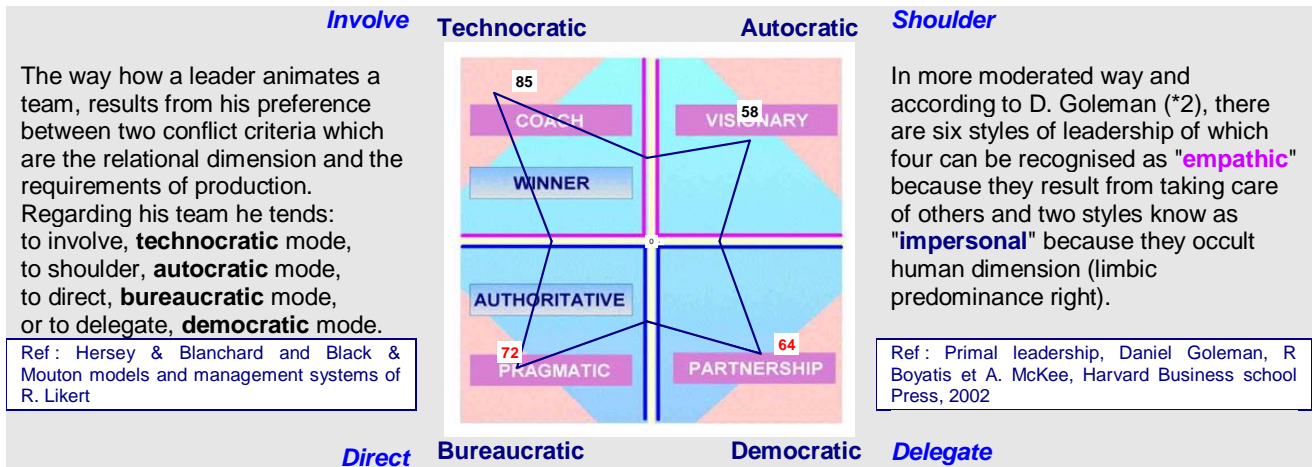 Involve
Technocratic
Autocratic
Shoulder
The way how a leader animates a
team, results from his preference
between two conflict criteria which
are the relational dimension and the
requirements of production.
Regarding his team he tends:
to involve, technocratic mode,
to shoulder, autocratic mode,
to direct, bureaucratic mode,
or to delegate, democratic mode.
Ref : Hersey & Blanchard and Black &
Mouton models and management systems of
R. Likert
85
58
COACH
VISIONARY
WINNER
0
AUTHORITATIVE
72
64
PRAGMATIC
PARTNERSHIP
In more moderated way and
according to D. Goleman (*2), there
are six styles of leadership of which
four can be recognised as "empathic"
because they result from taking care
of others and two styles know as
"impersonal" because they occult
human dimension (limbic
predominance right).
Ref : Primal leadership, Daniel Goleman, R
Boyatis et A. McKee, Harvard Business school
Press, 2002
Direct
Bureaucratic
Democratic
Delegate